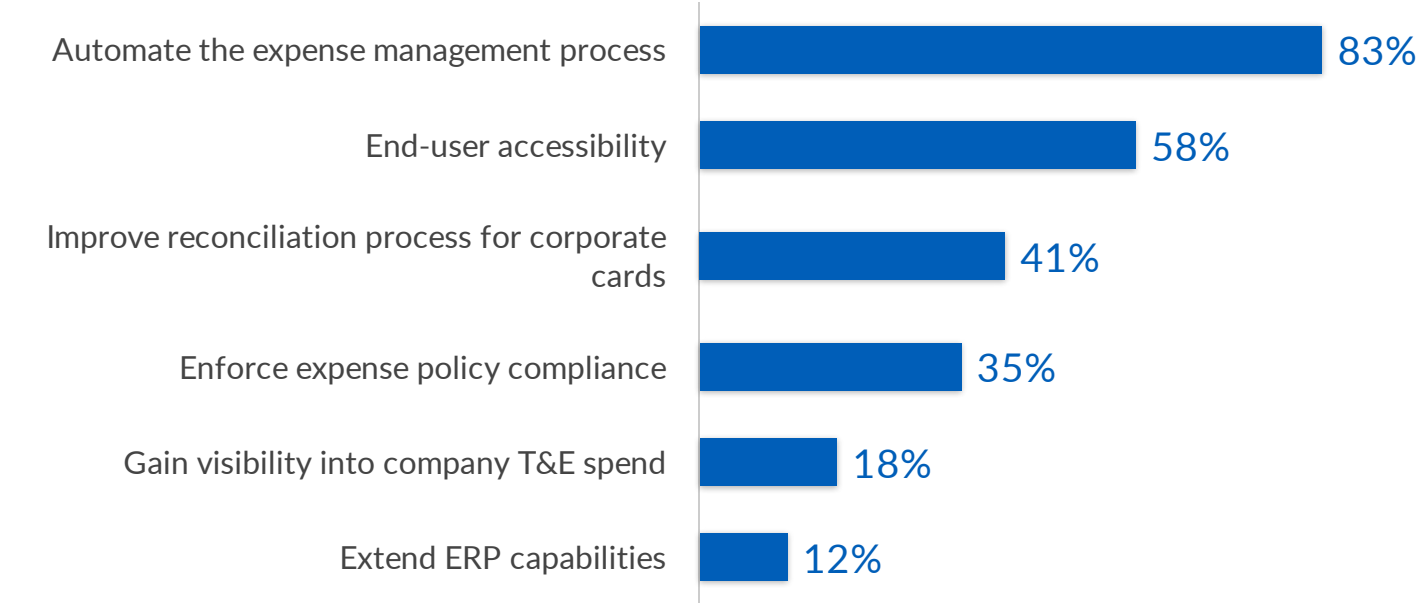 Automate the expense management process
83%
End-user accessibility
58%
Improve reconciliation process for corporate
cards
41%
Enforce expense policy compliance
35%
Gain visibility into company T&E spend
18%
Extend ERP capabilities
12%